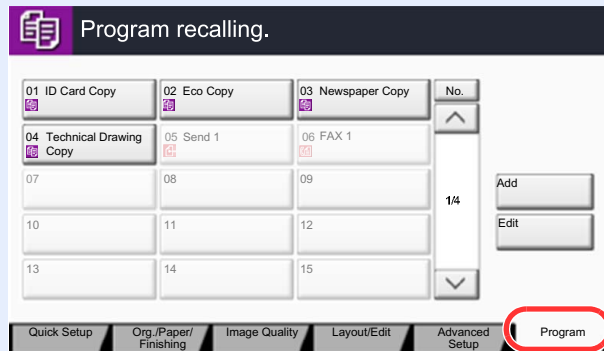 Program recalling.
01 ID Card Copy
02 Eco Copy
03 Newspaper Copy
No.
04 Technical Drawing
Copy
05 Send 1
06 FAX 1
07
08
09
1/4
Add
10
11
12
Edit
13
14
15
Quick Setup
Org./Paper/
Finishing
Image Quality
Layout/Edit
Advanced
Setup
Program